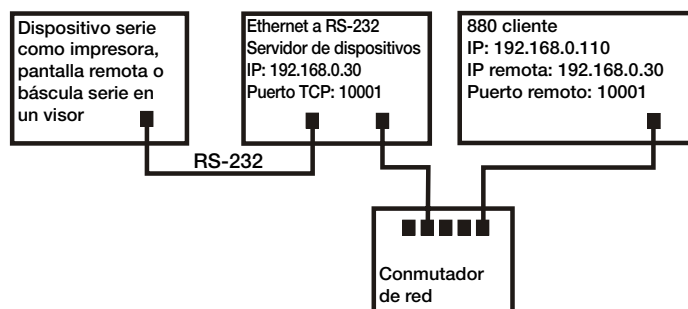 Dispositivo serie
como impresora,
pantalla remota o
báscula serie en
un visor
Ethernet a RS-232
Servidor de dispositivos
IP: 192.168.0.30
Puerto TCP: 10001
880 cliente
IP: 192.168.0.110
IP remota: 192.168.0.30
Puerto remoto: 10001
RS-232
Conmutador
de red